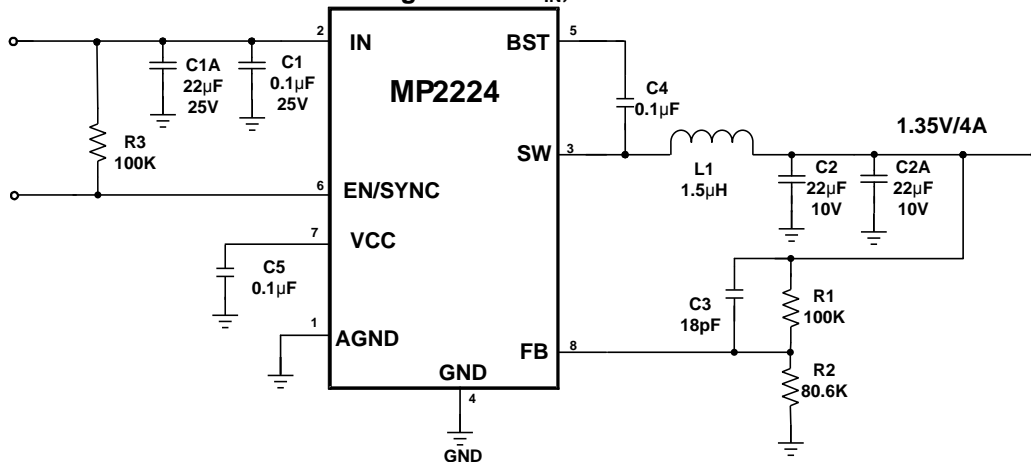 2
IN
BST
5
C1A
22µF
25V
C1
0.1µF
25V
MP2224
C4
0.1µF
R3
100K
1.35V/4A
SW
3
L1
1.5µH
C2
22µF
10V
C2A
22µF
10V
6
EN/SYNC
7
VCC
C5
0.1µF
C3
18pF
R1
100K
1
AGND
FB
8
R2
80.6K
GND
4
GND